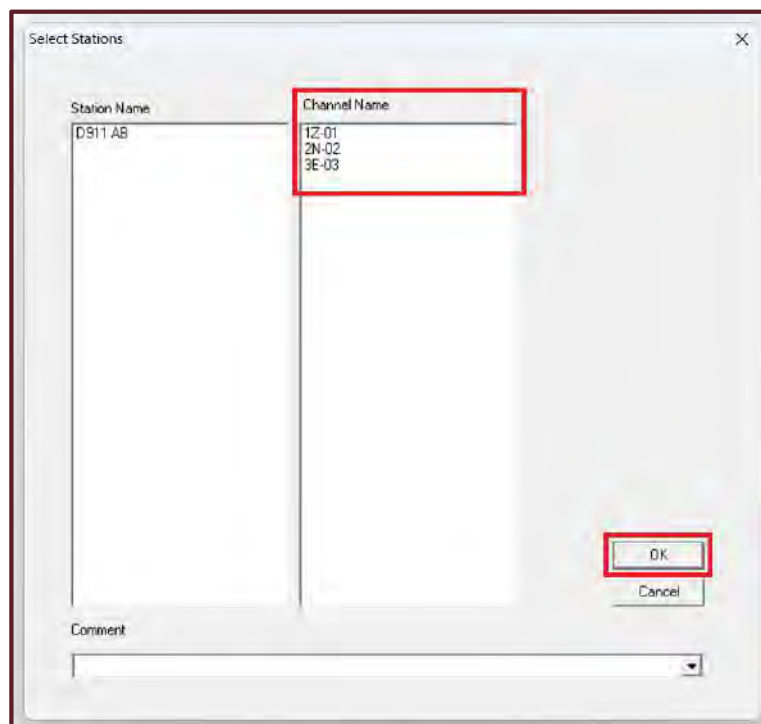 Select Stations
Station Name
Channel Name
D911 AB
1Z-01
2N-02
3E-03
OK
Cancel
Comment